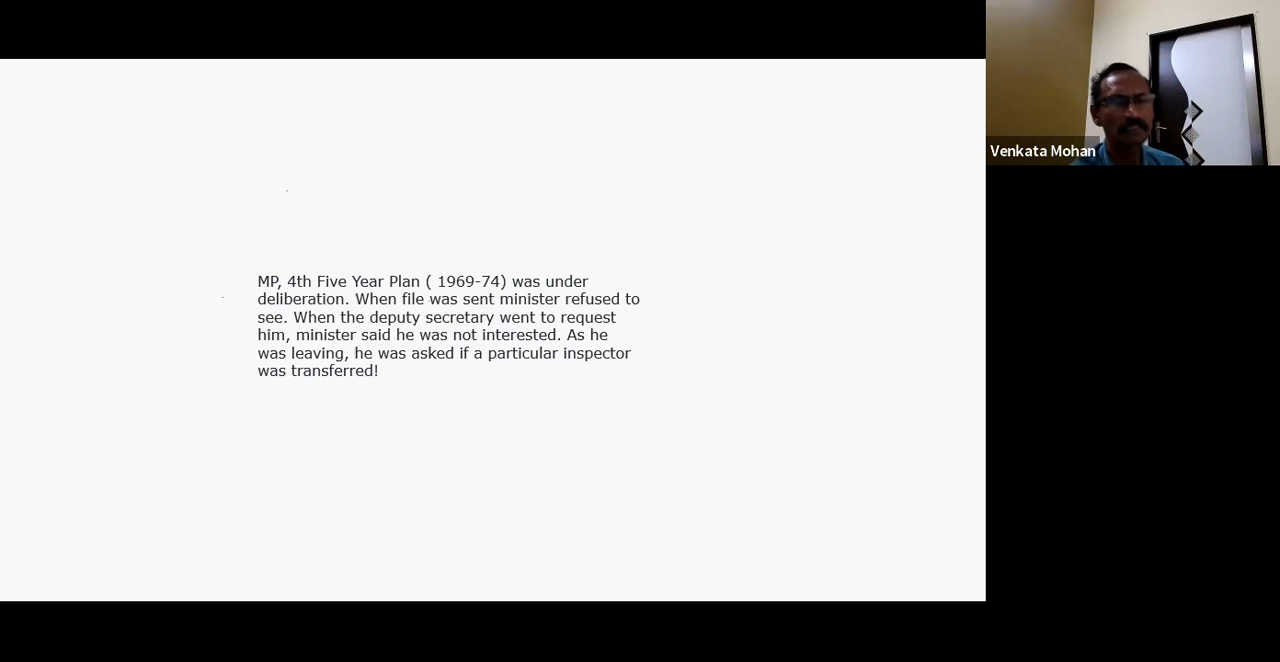 MP, 4th Five Year Plan ( 1969-74) was under
deliberation. When file was sent minister refused to
see. When the deputy secretary went to request
him, minister said he was not interested. As he
was leaving, he was asked if a particular inspector
was transferred!
Venkata Mohan